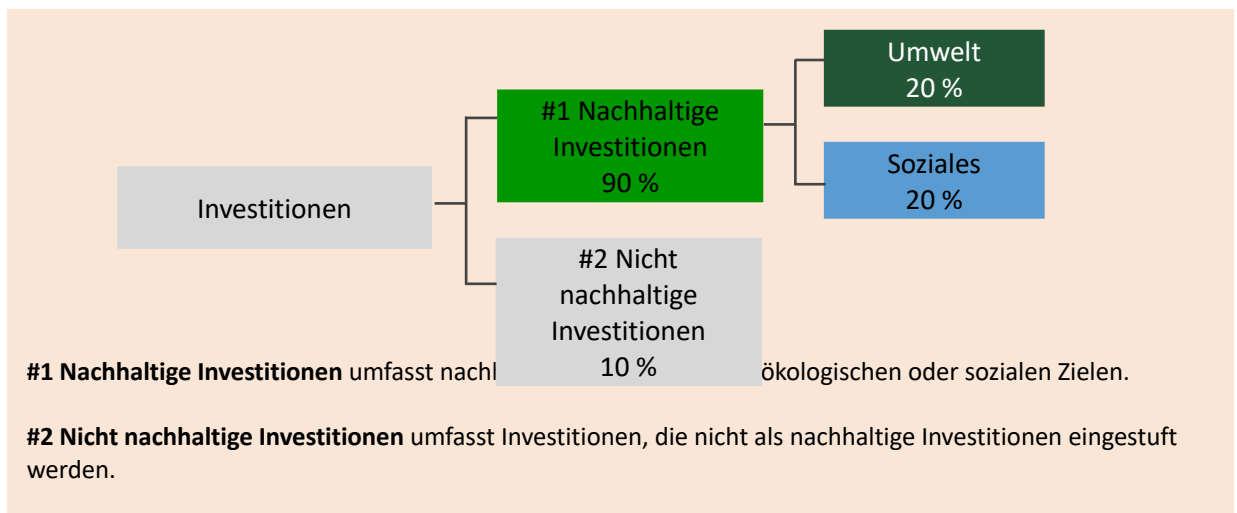 Umwelt
20 %
#1 Nachhaltige
Investitionen
90 %
Soziales
20 %
Investitionen
#2 Nicht
nachhaltige
Investitionen
10 %
#1 Nachhaltige Investitionen umfasst ökologischen oder sozialen Zielen.
#2 Nicht nachhaltige Investitionen umfasst Investitionen, die nicht als nachhaltige Investitionen eingestuft
werden.